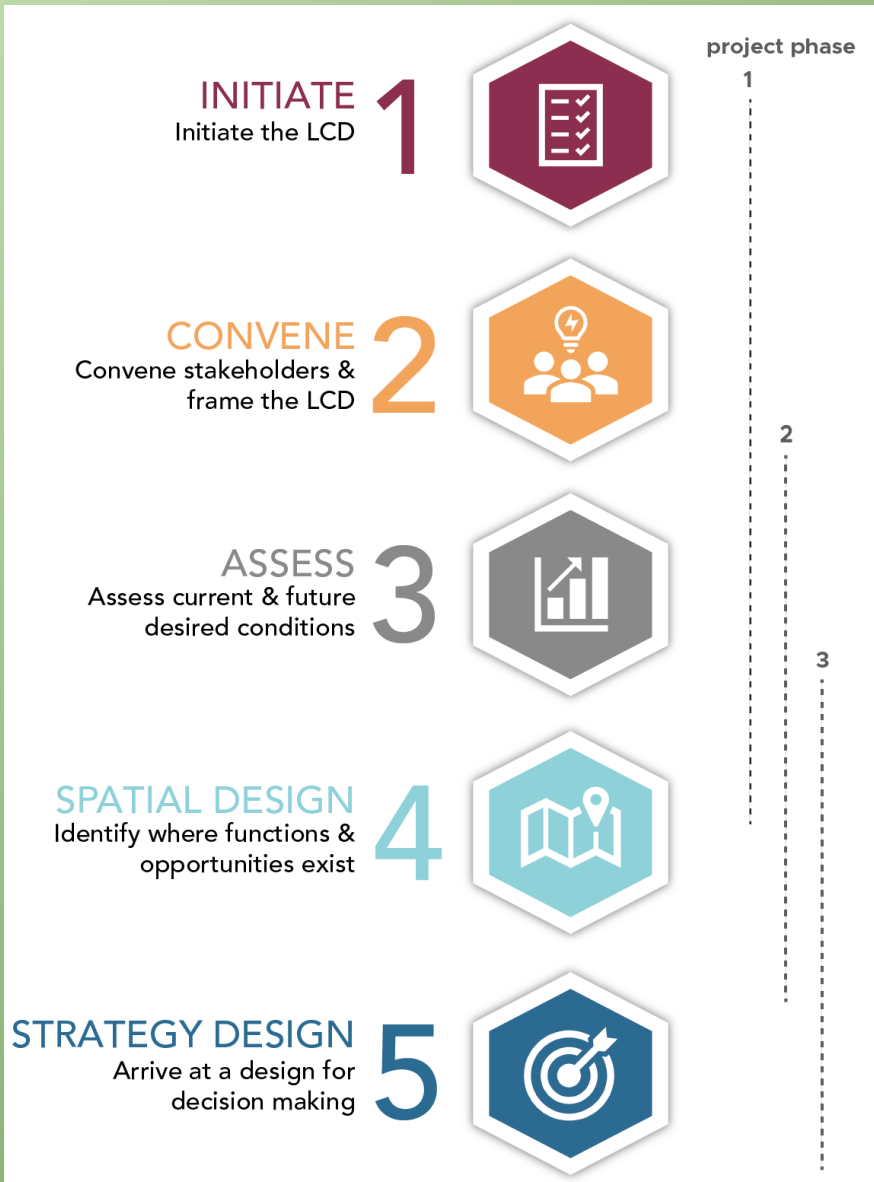 project phase
1
INITIATE
Initiate the LCD
1
CONVENE
Convene stakeholders &
frame the LCD
2
2
ASSESS
Assess current & future
desired conditions
3
3
SPATIAL DESIGN
Identify where functions &
opportunities exist
4
STRATEGY DESIGN
Arrive at a design for
decision making
5